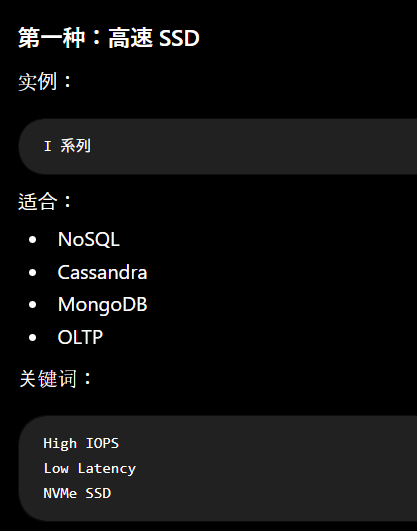 第一种：高速 SSD
实例：
I 系列
适合：
NoSQL
Cassandra
MongoDB
OLTP
关键词：
High IOPS
Low Latency
NVMe SSD